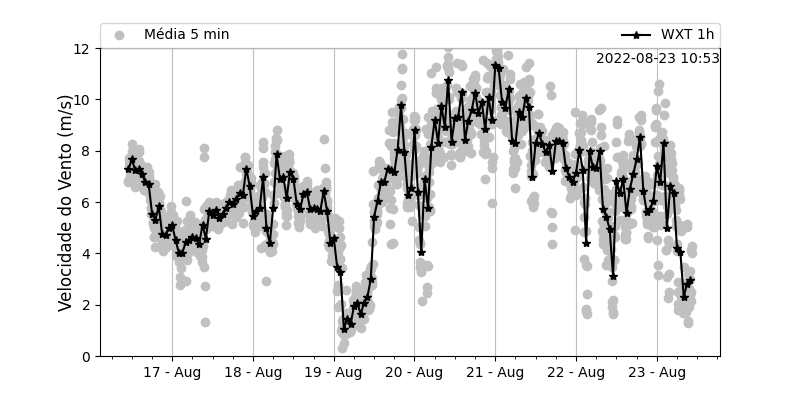 Média 5 min
WXT 1h
2022-08-23 10:53
Velocidade do Vento (m/s)
12
10
8
6
4
2
0
17 - Aug
18 - Aug
19 - Aug
20 - Aug
21 - Aug
22 - Aug
23 - Aug